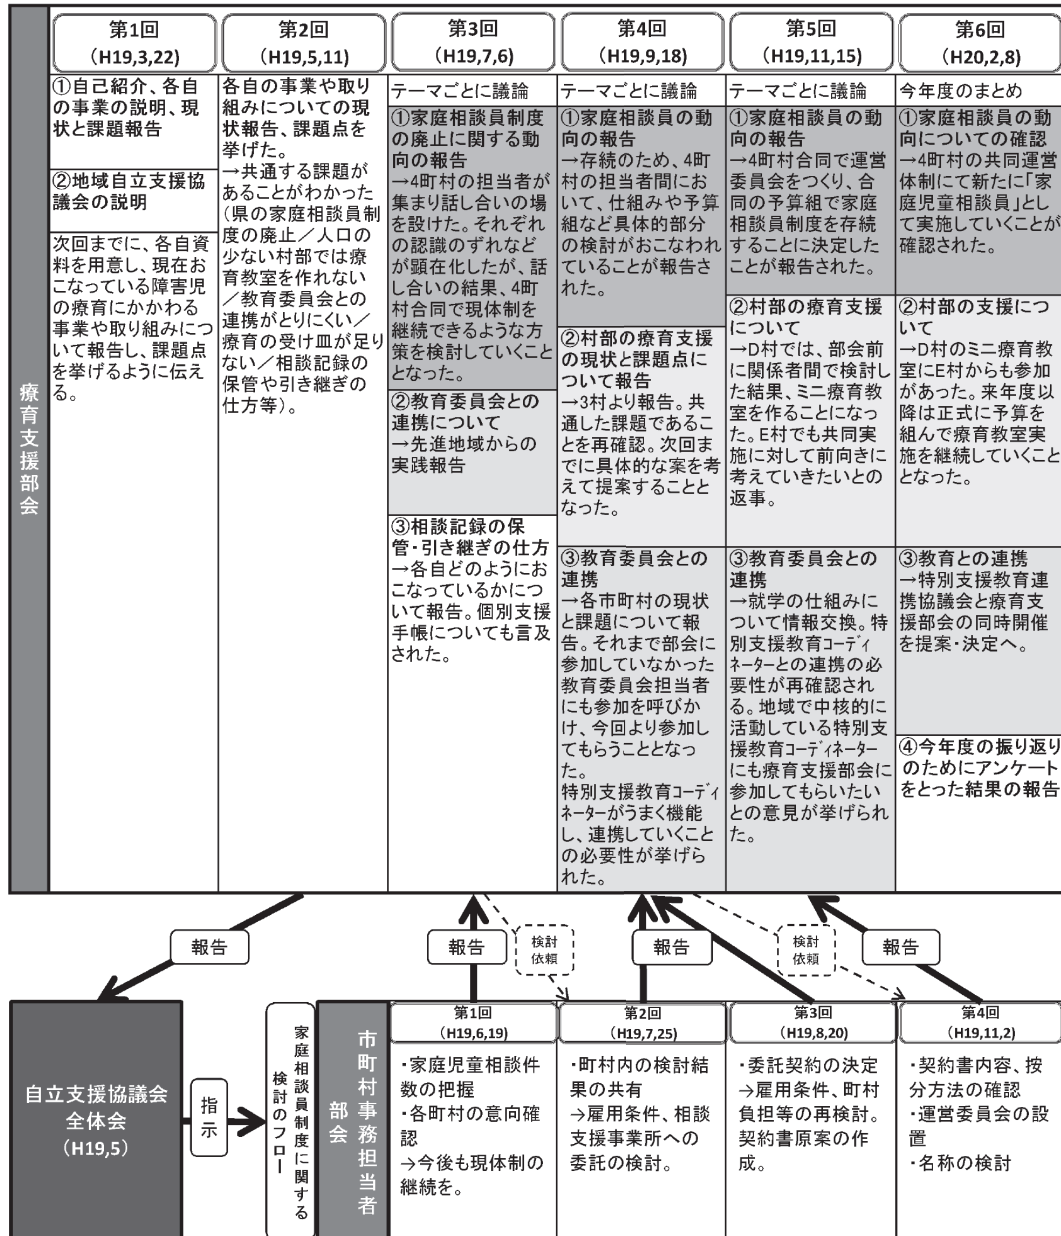 療育支援部会
第1回
(H19,3,22)
①自己紹介、各自
の事業の説明、現
状と課題報告
②地域自立支援協
議会の説明
次回までに、各自資
料を用意し、現在お
こなっている障害児
の療育にかかわる
事業や取り組みにつ
いて報告し、課題点
を挙げるように伝え
る。
第2回
(H19,5,11)
各自の事業や取り
組みについての現
状報告、課題点を
挙げた。
→共通する課題が
あることがわかった
(県の家庭相談員制
度の廃止/人口の
少ない村部では療
育教室を作れない
/教育委員会との
連携がとりにくい/
療育の受け皿が足り
ない/相談記録の
保管や引き継ぎの
仕方等)。
第3回
(H19,7,6)
テーマごとに議論
①家庭相談員制度
の廃止に関する動
向の報告
→4町村の担当者が
集まり話し合いの場
を設けた。それぞれ
の認識のずれなど
が顕在化したが、話
し合いの結果、4町
村合同で現体制を
継続できるような方
策を検討していくこと
となった。
②教育委員会との
連携について
→先進地域からの
実践報告
③相談記録の保
管・引き継ぎの仕方
→各自どのようにお
こなっているかにつ
いて報告。個別支援
手帳についても言及
された。
第4回
(H19,9,18)
テーマごとに議論
①家庭相談員の動
向の報告
→存続のため、4町
村の担当者間にお
いて、仕組みや予算
組など具体的部分
の検討がおこなわれ
ていることが報告さ
れた。
②村部の療育支援
の現状と課題点に
ついて報告
→3村より報告。共
通した課題であるこ
とを再確認。次回ま
でに具体的な案を考
えて提案することと
なった。
③教育委員会との
連携
→各市町村の現状
と課題について報
告。それまで部会に
参加していなかった
教育委員会担当者
にも参加を呼びか
け、今回より参加し
てもらうこととなっ
た。
特別支援教育コーディ
ネーターがうまく機能
し、連携していくこと
の必要性が挙げら
れた。
第5回
(H19,11,15)
テーマごとに議論
①家庭相談員の動
向の報告
→4町村合同で運営
委員会をつくり、合
同の予算組で家庭
相談員制度を存続
することに決定した
ことが報告された。
②村部の療育支援
について
→D村では、部会前
に関係者間で検討
した結果、ミニ療育教
室を作ることになっ
た。E村でも共同実
施に対して前向きに
考えていきたいとの
返事。
③教育委員会との
連携
→就学の仕組みに
ついて情報交換。特
別支援教育コーディ
ネーターとの連携の必
要性が再確認され
る。地域で中核的に
活動している特別支
援教育コーディネーター
にも療育支援部会に
参加してもらいたい
との意見が挙げられ
た。
第6回
(H20,2,8)
今年度のまとめ
①家庭相談員の動
向についての確認
→4町村の共同運営
体制にて新たに「家
庭児童相談員」とし
て実施していくことが
確認された。
②村部の支援につ
いて
→D村のミニ療育教
室にE村からも参加
があった。来年度以
降は正式に予算を
組んで療育教室実
施を継続していくこと
となった。
③教育との連携
→特別支援教育連
携協議会と療育支
援部会の同時開催
を提案・決定へ。
④今年度の振り返り
のためにアンケート
をとった結果の報告
報告
報告
検討
依頼
報告
検討
依頼
報告
自立支援協議会
全体会
(H19,5)
指示
家庭相談員制度に関する
検討のフロー
市町村事務担当者
部会
第1回
(H19,6,19)
・家庭児童相談件
数の把握
・各町村の意向確
認
→今後も現体制の
継続を。
第2回
(H19,7,25)
・町村内の検討結
果の共有
→雇用条件、相談
支援事業所への
委託の検討。
第3回
(H19,8,20)
・委託契約の決定
→雇用条件、町村
負担等の再検討。
契約書原案の作
成。
第4回
(H19,11,2)
・契約書内容、按
分方法の確認
・運営委員会の設
置
・名称の検討